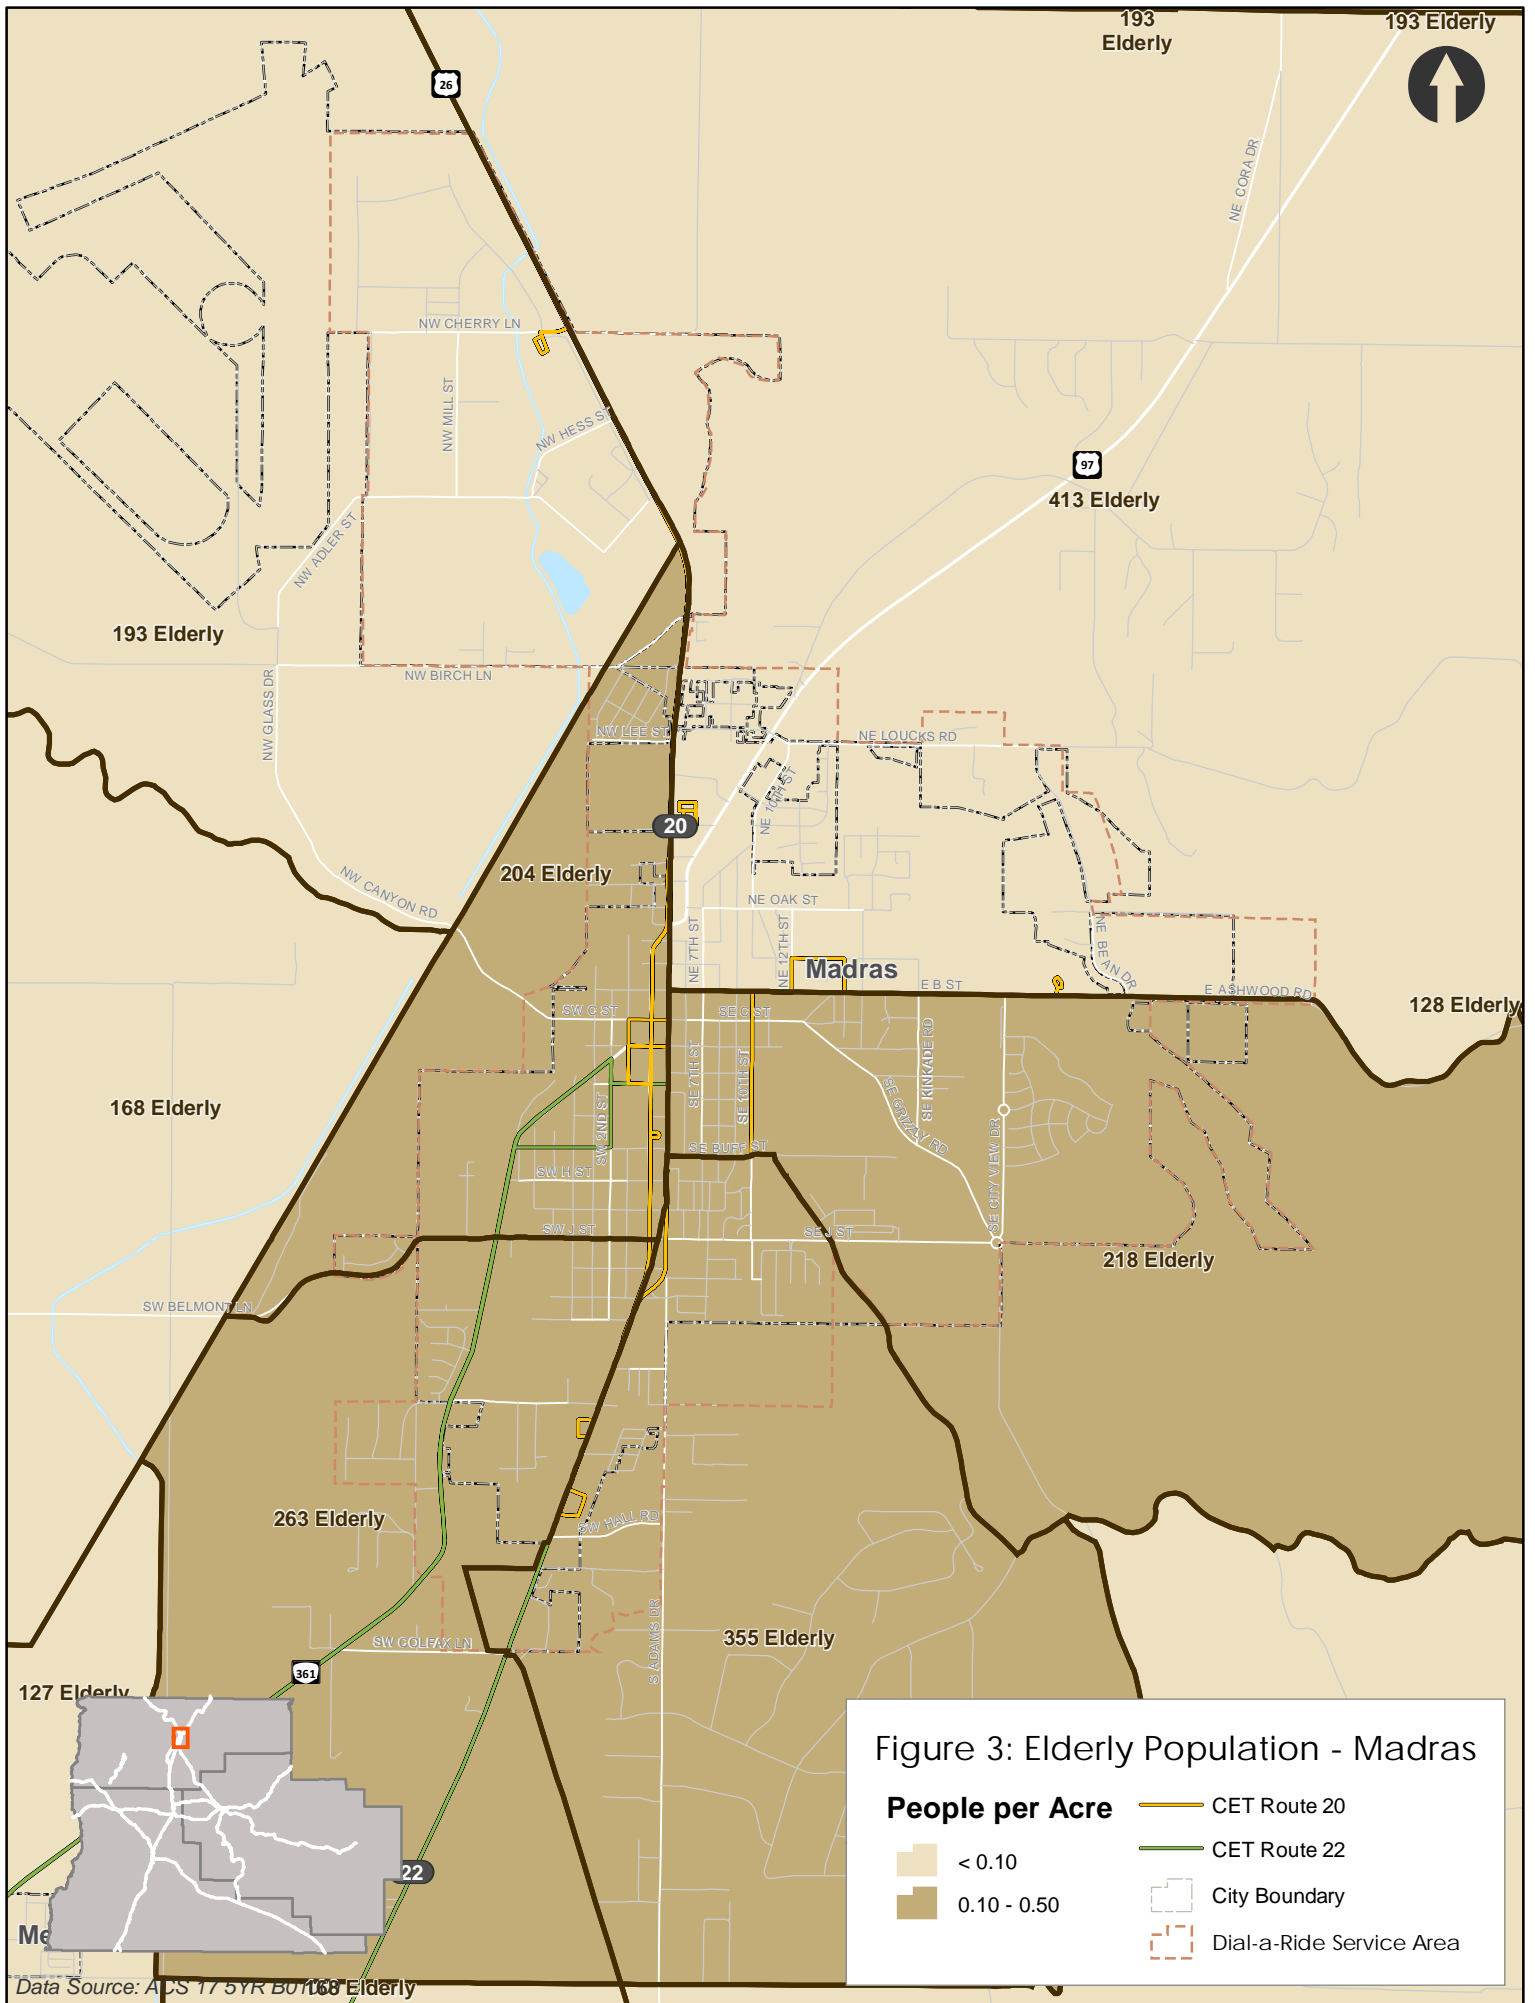 193
Elderly
193 Elderly
26
NE CORA DR
NW CHERRY LN
NW MILL ST
NW HESS ST
97
413 Elderly
NW ADLER ST
193 Elderly
NW BIRCH LN
NW GLASS DR
NW LEE ST
NE LOUCKS RD
NE 10TH ST
20
204 Elderly
NW CANYON RD
NE OAK ST
NE 7TH ST
NE 12TH ST
Madras
NE BEAN DR
E B ST
E ASHWOOD RD
128 Elderly
SW C ST
SE C ST
SE 7TH ST
SE 10TH ST
SE KINKADE RD
SE GRIZZLY RD
168 Elderly
SW 2ND ST
SE BUFF ST
SE CITY VIEW DR
SW H ST
SW J ST
SE J ST
218 Elderly
SW BELMONT LN
263 Elderly
SW HALL RD
S ADAMS DR
355 Elderly
SW COLFAX LN
361
127 Elderly
22
Figure 3: Elderly Population - Madras
People per Acre
< 0.10
0.10 - 0.50
CET Route 20
CET Route 22
City Boundary
Dial-a-Ride Service Area
Me
Data Source: ACS 17 5YR
168 Elderly